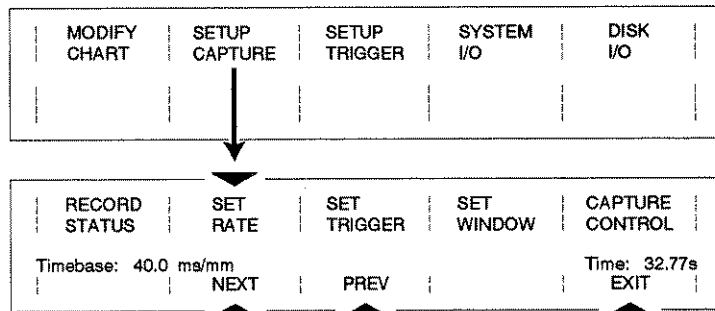 MODIFY SETUP SETUP SYSTEM DISK
CHART CAPTURE TRIGGER I/O I/O
RECORD SET SET SET CAPTURE
STATUS RATE TRIGGER WINDOW CONTROL
Timebase: 40.0 ms/mm Time: 32.77s
NEXT PREV EXIT